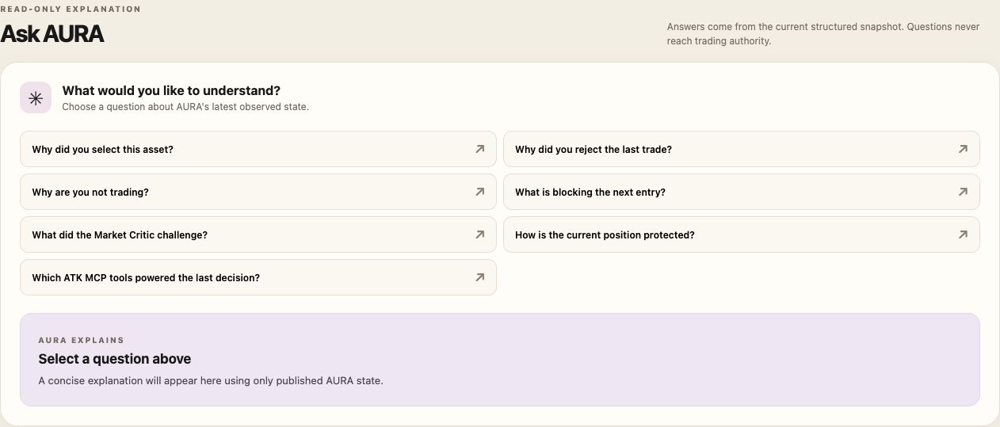 READ-ONLY EXPLANATION
Ask AURA
Answers come from the current structured snapshot. Questions never
reach trading authority.
What would you like to understand?
Choose a question about AURA's latest observed state.
Why did you select this asset?
Why did you reject the last trade?
Why are you not trading?
What is blocking the next entry?
What did the Market Critic challenge?
How is the current position protected?
Which ATK MCP tools powered the last decision?
AURA EXPLAINS
Select a question above
A concise explanation will appear here using only published AURA state.